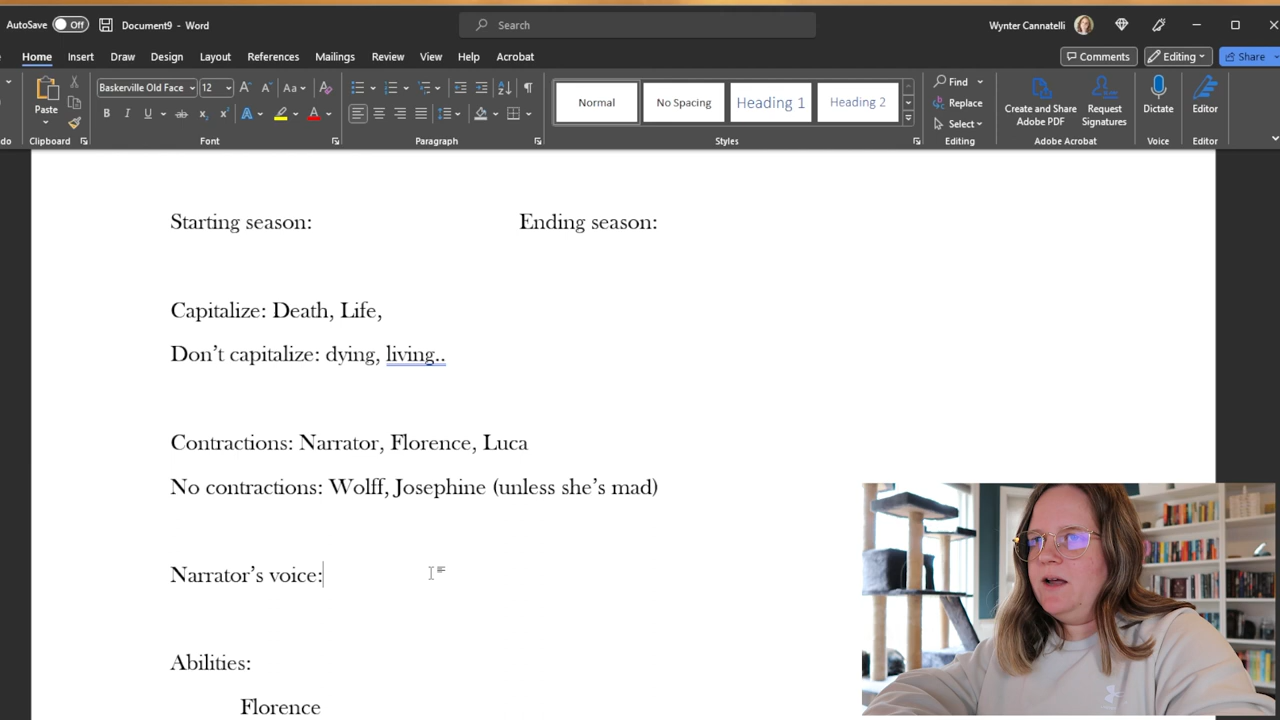 AutoSave Off Document9 - Word Search Wynter Cannatelli
Home Insert Draw Design Layout References Mailings Review View Help Acrobat Comments Editing Share
Paste Baskerville Old Face 12 Aa Normal No Spacing Heading 1 Heading 2 Find Replace Select Create and Share Adobe PDF Request Signatures Dictate Editor
do Clipboard Font Paragraph Styles Editing Adobe Acrobat Voice Editor
Starting season: Ending season:
Capitalize: Death, Life,
Don't capitalize: dying, living..
Contractions: Narrator, Florence, Luca
No contractions: Wolff, Josephine (unless she's mad)
Narrator's voice:
Abilities:
Florence